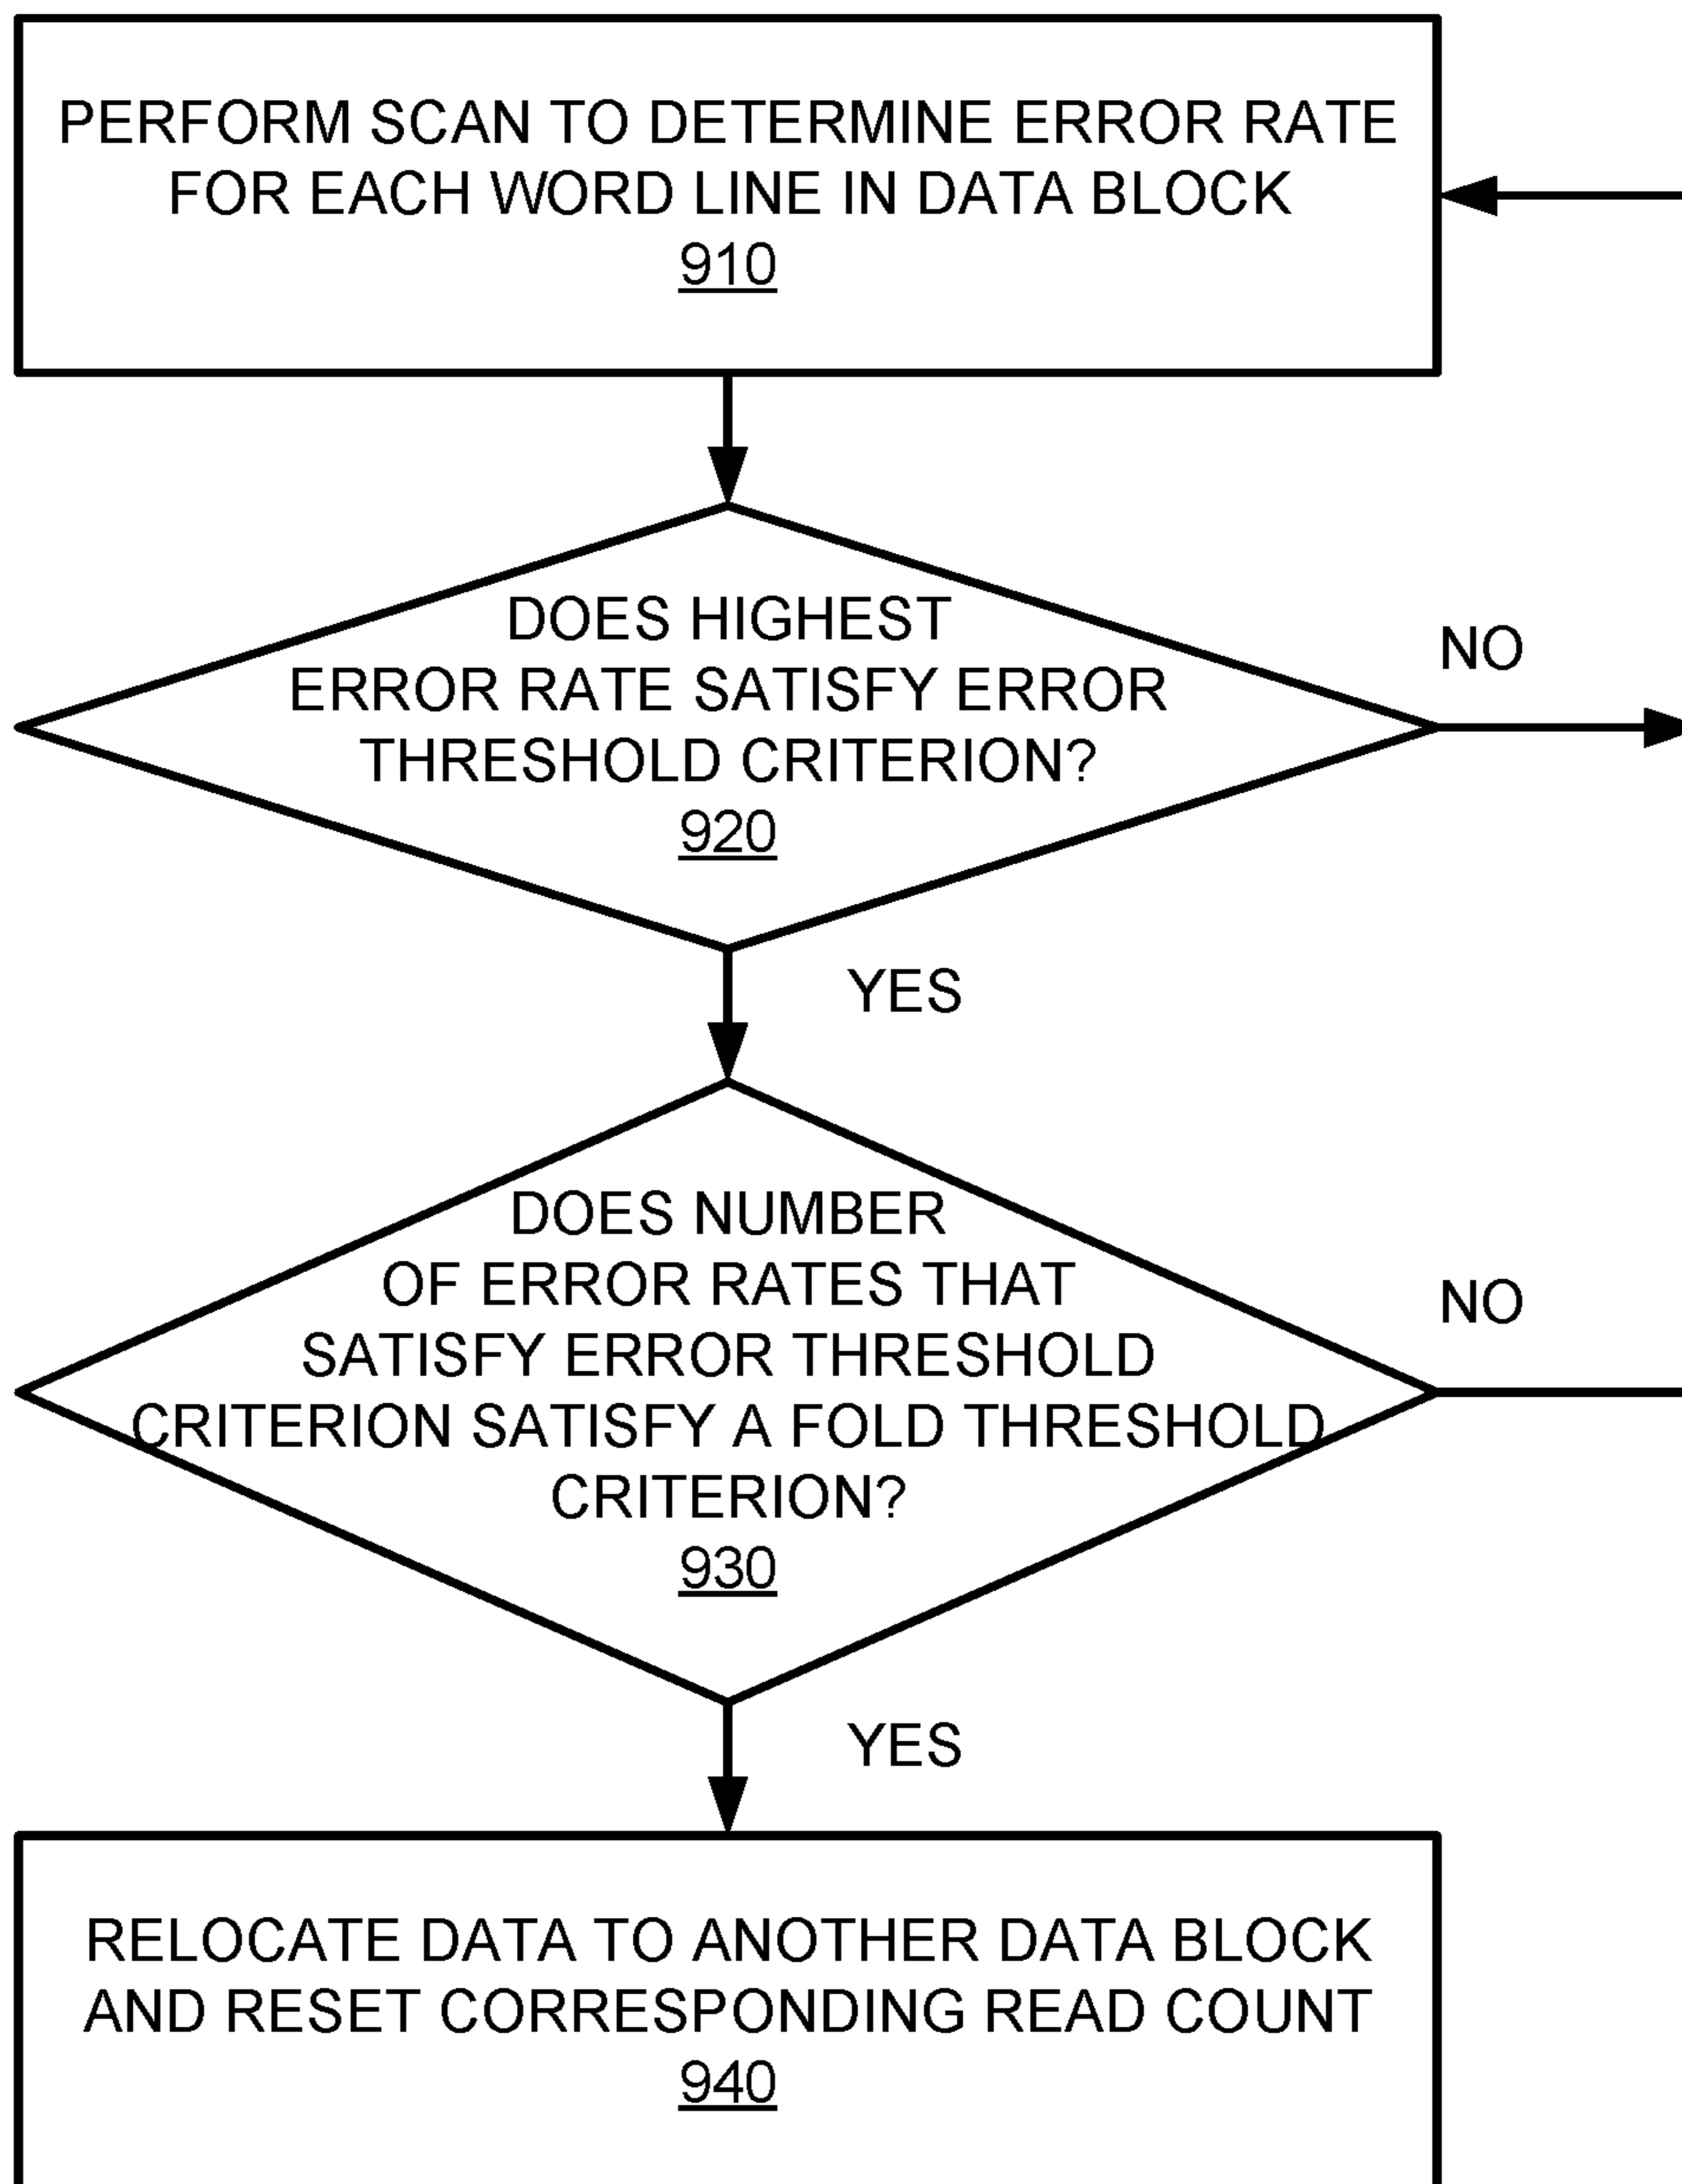 PERFORM SCAN TO DETERMINE ERROR RATE
FOR EACH WORD LINE IN DATA BLOCK
910
DOES HIGHEST
ERROR RATE SATISFY ERROR
THRESHOLD CRITERION?
920
NO
YES
DOES NUMBER
OF ERROR RATES THAT
SATISFY ERROR THRESHOLD
CRITERION SATISFY A FOLD THRESHOLD
CRITERION?
930
NO
YES
RELOCATE DATA TO ANOTHER DATA BLOCK
AND RESET CORRESPONDING READ COUNT
940